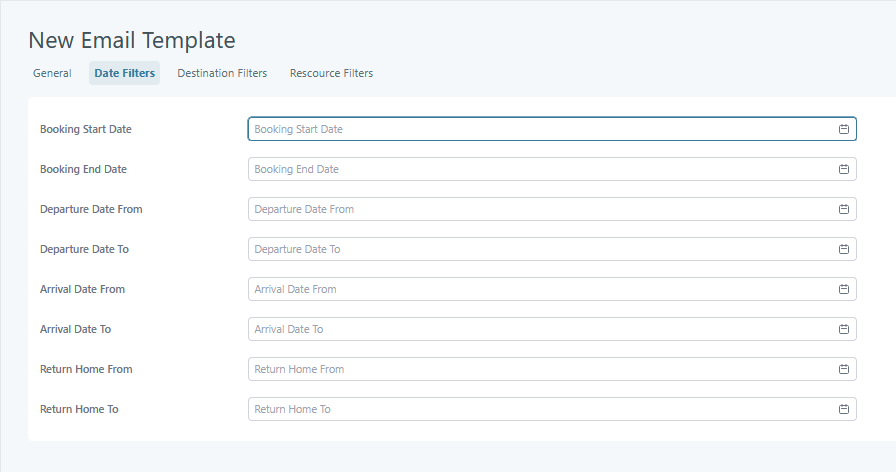 New Email Template
General Date Filters Destination Filters Rescource Filters
Booking Start Date Booking Start Date
Booking End Date Booking End Date
Departure Date From Departure Date From
Departure Date To Departure Date To
Arrival Date From Arrival Date From
Arrival Date To Arrival Date To
Return Home From Return Home From
Return Home To Return Home To